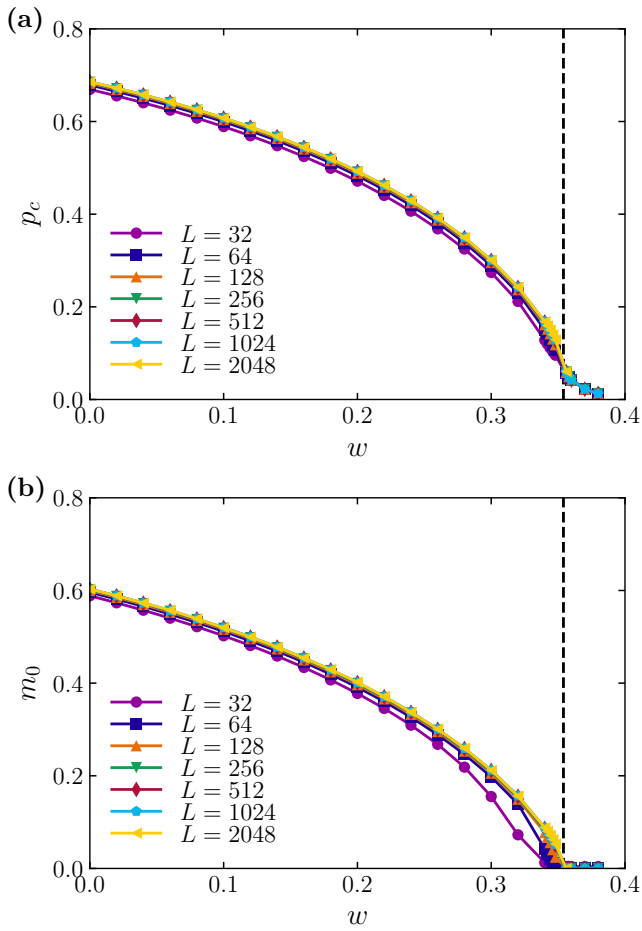 (a)
0.8
0.6
0.4
0.2
0.0
p_c
L = 32
L = 64
L = 128
L = 256
L = 512
L = 1024
L = 2048
0.0 0.1 0.2 0.3 0.4
w
(b)
0.8
0.6
0.4
0.2
0.0
m_0
L = 32
L = 64
L = 128
L = 256
L = 512
L = 1024
L = 2048
0.0 0.1 0.2 0.3 0.4
w